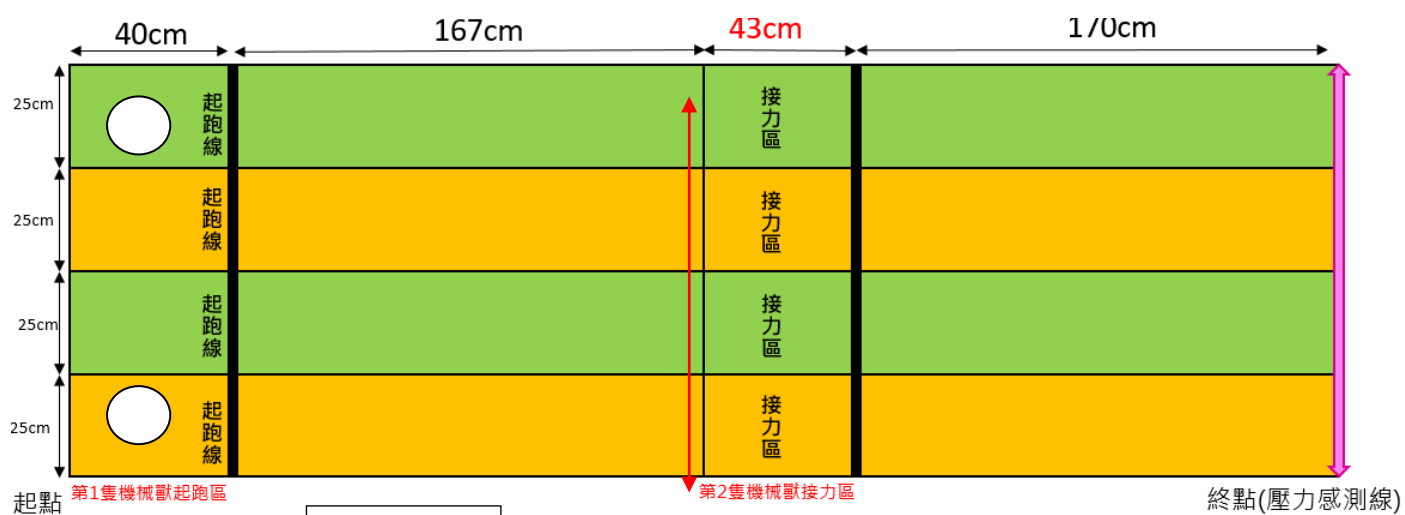 40cm
167cm
43cm
170cm
25cm
起跑線
接力區
25cm
起跑線
接力區
25cm
起跑線
接力區
25cm
起跑線
接力區
起點
第1隻機械獸起跑區
第2隻機械獸接力區
終點(壓力感測線)